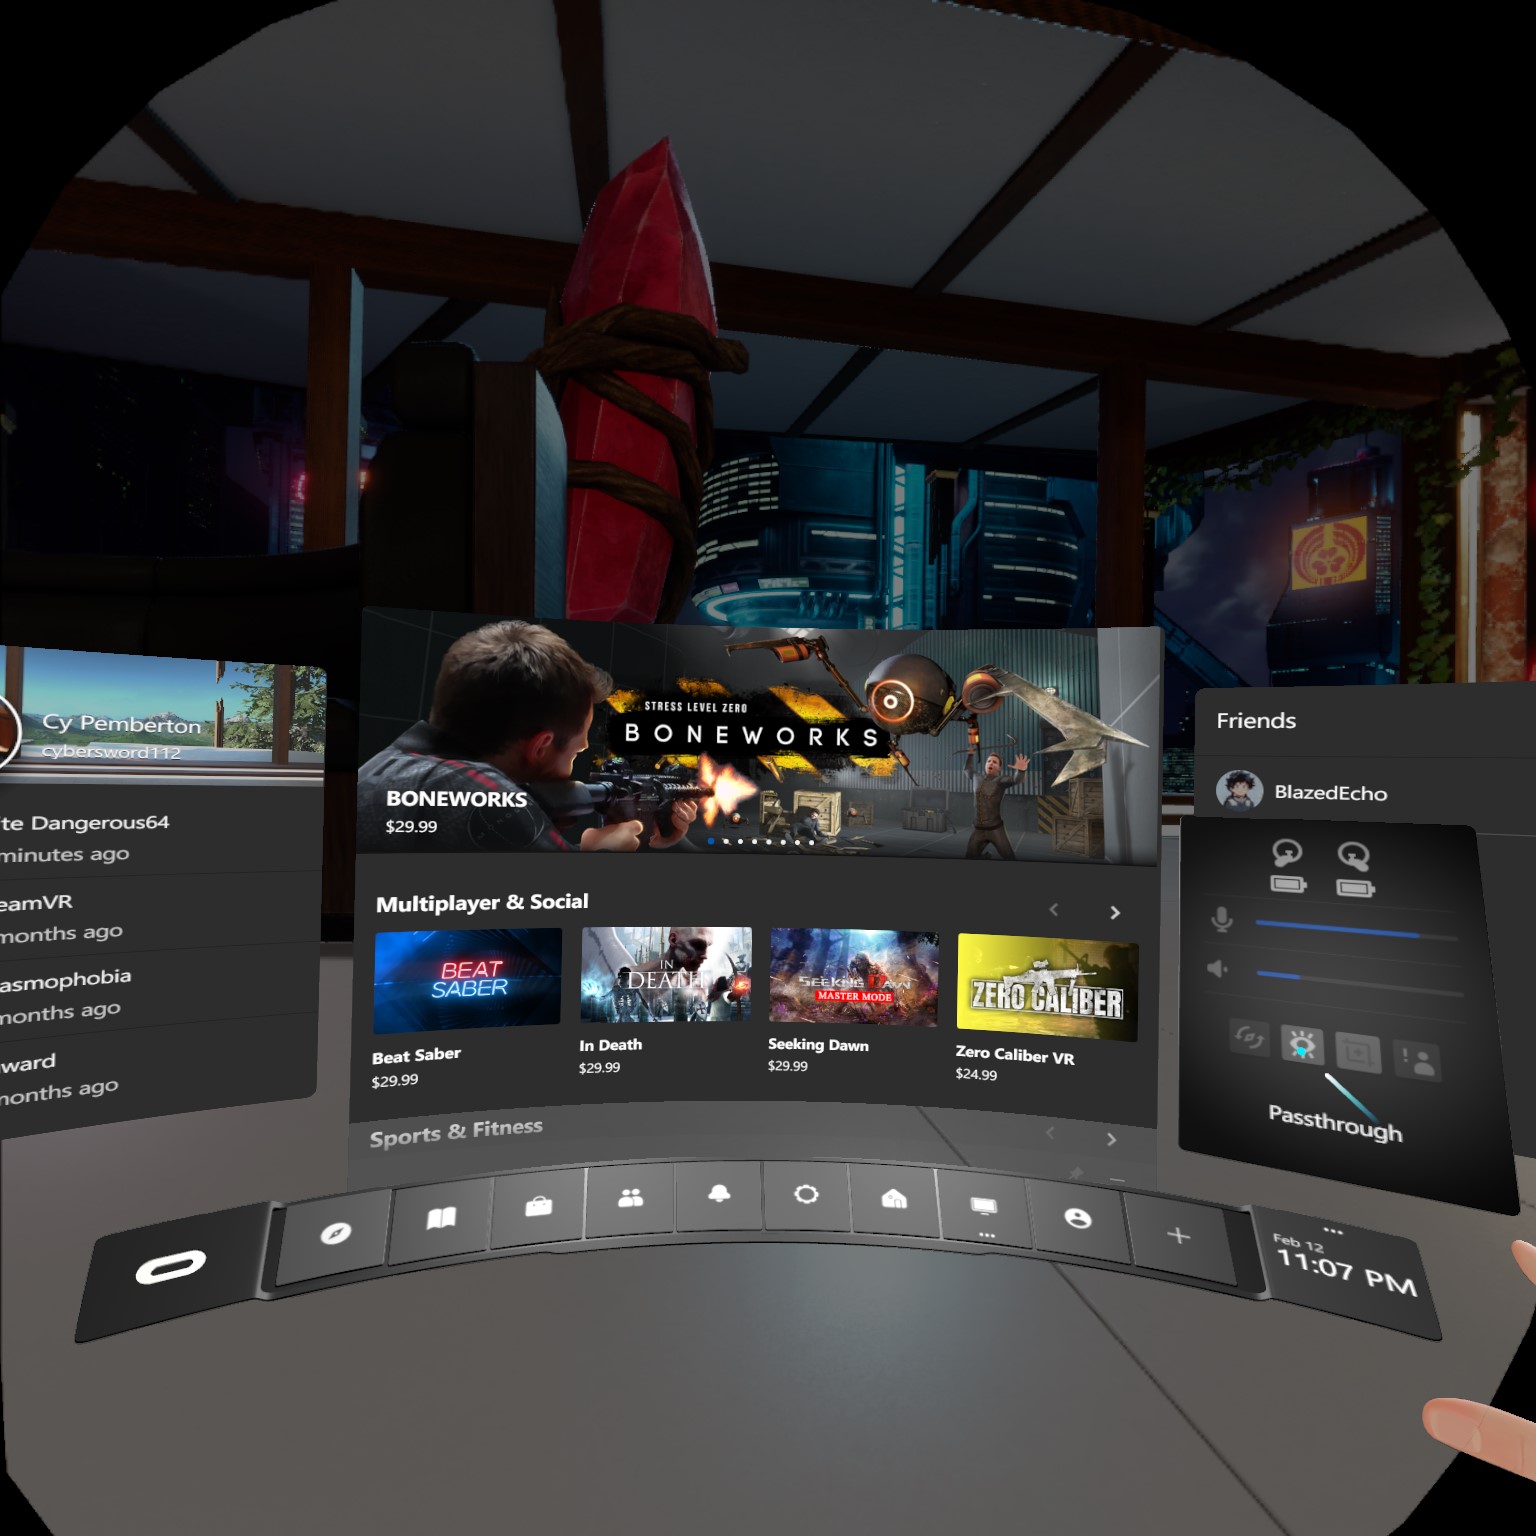 Cy Pemberton
cybersword112
te Dangerous64
minutes ago
eamVR
months ago
asmophobia
months ago
ward
months ago
STRESS LEVEL ZERO
BONEWORKS
BONEWORKS
$29.99
Multiplayer & Social
BEAT
SABER
IN
DEATH
SEEKING DAWN
MASTER MODE
ZERO CALIBER
Beat Saber
$29.99
In Death
$29.99
Seeking Dawn
$29.99
Zero Caliber VR
$24.99
Sports & Fitness
Friends
BlazedEcho
Passthrough
Feb 12
11:07 PM